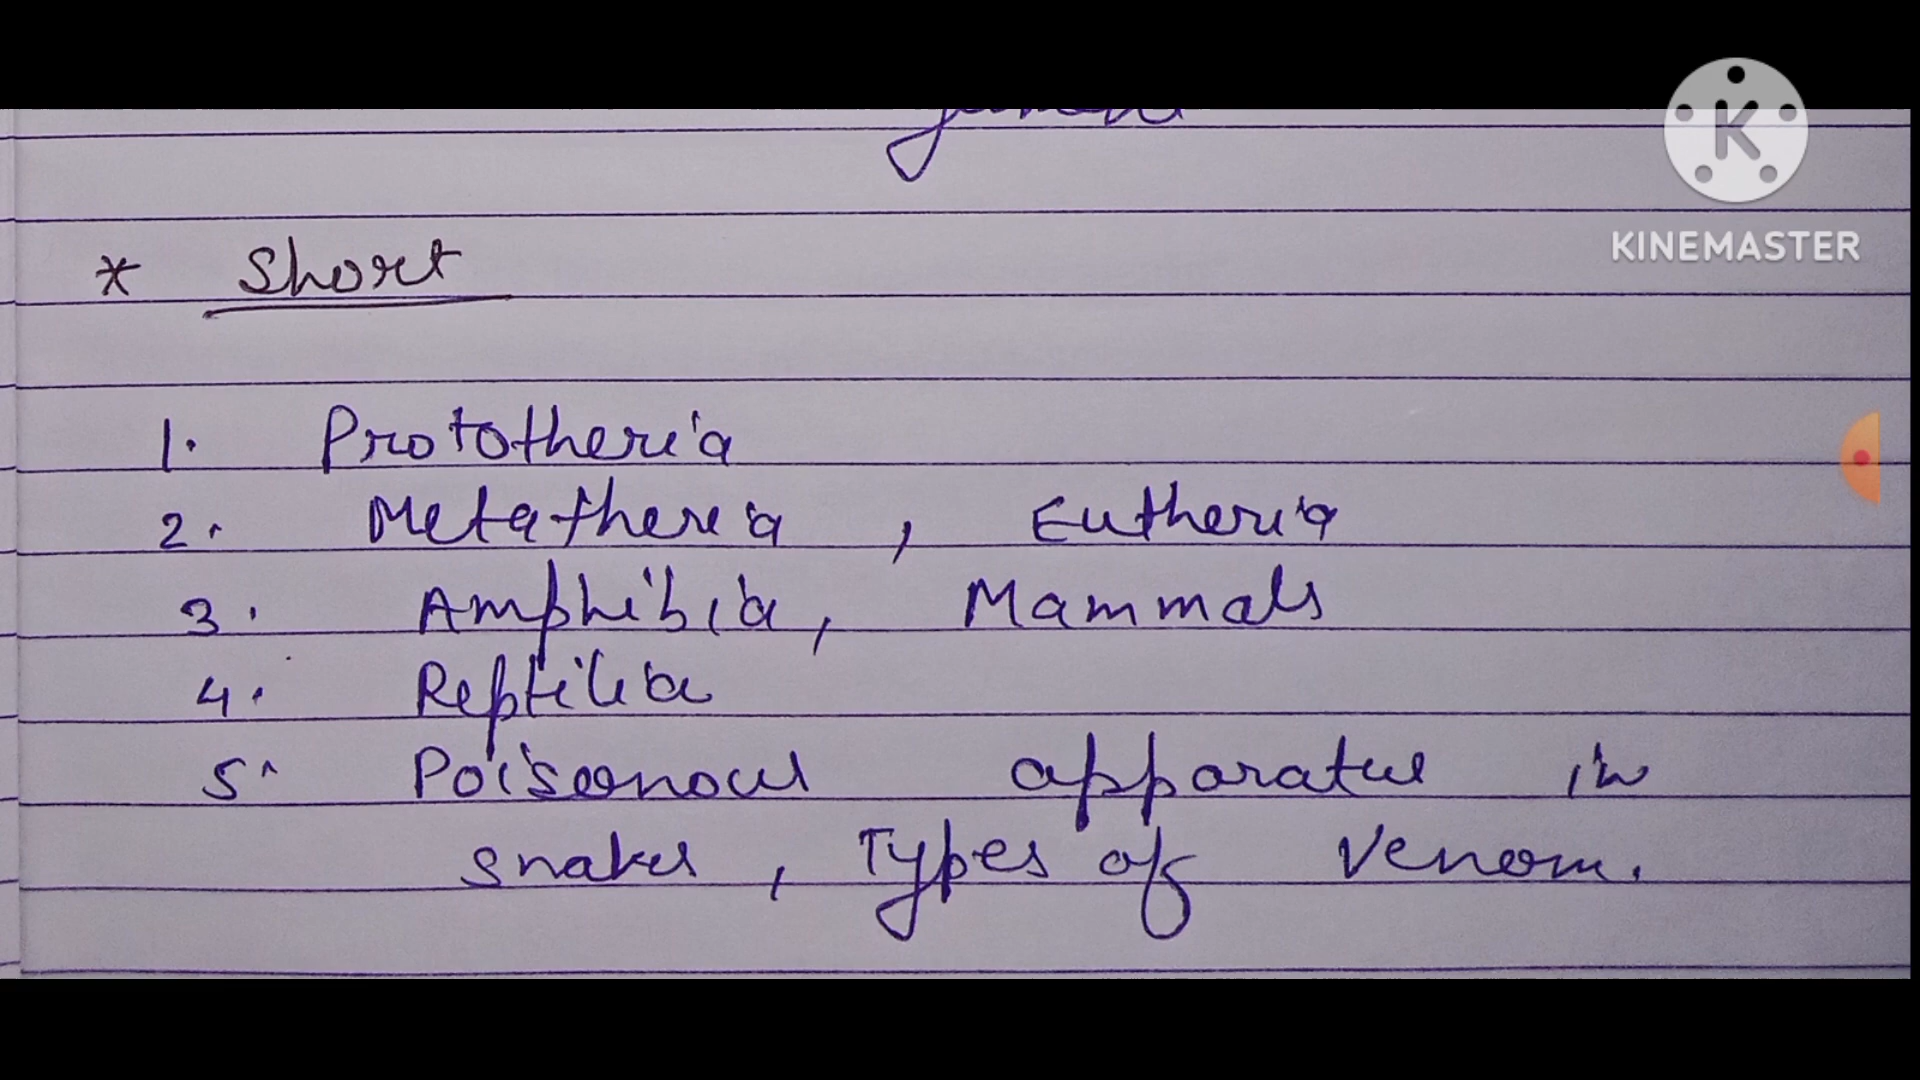 * Short
1. Prototheria
2. Metatheria, Eutheria
3. Amphibia, Mammals
4. Reptilia
5. Poisonous apparatus in
snakes, Types of Venom.
KINEMASTER